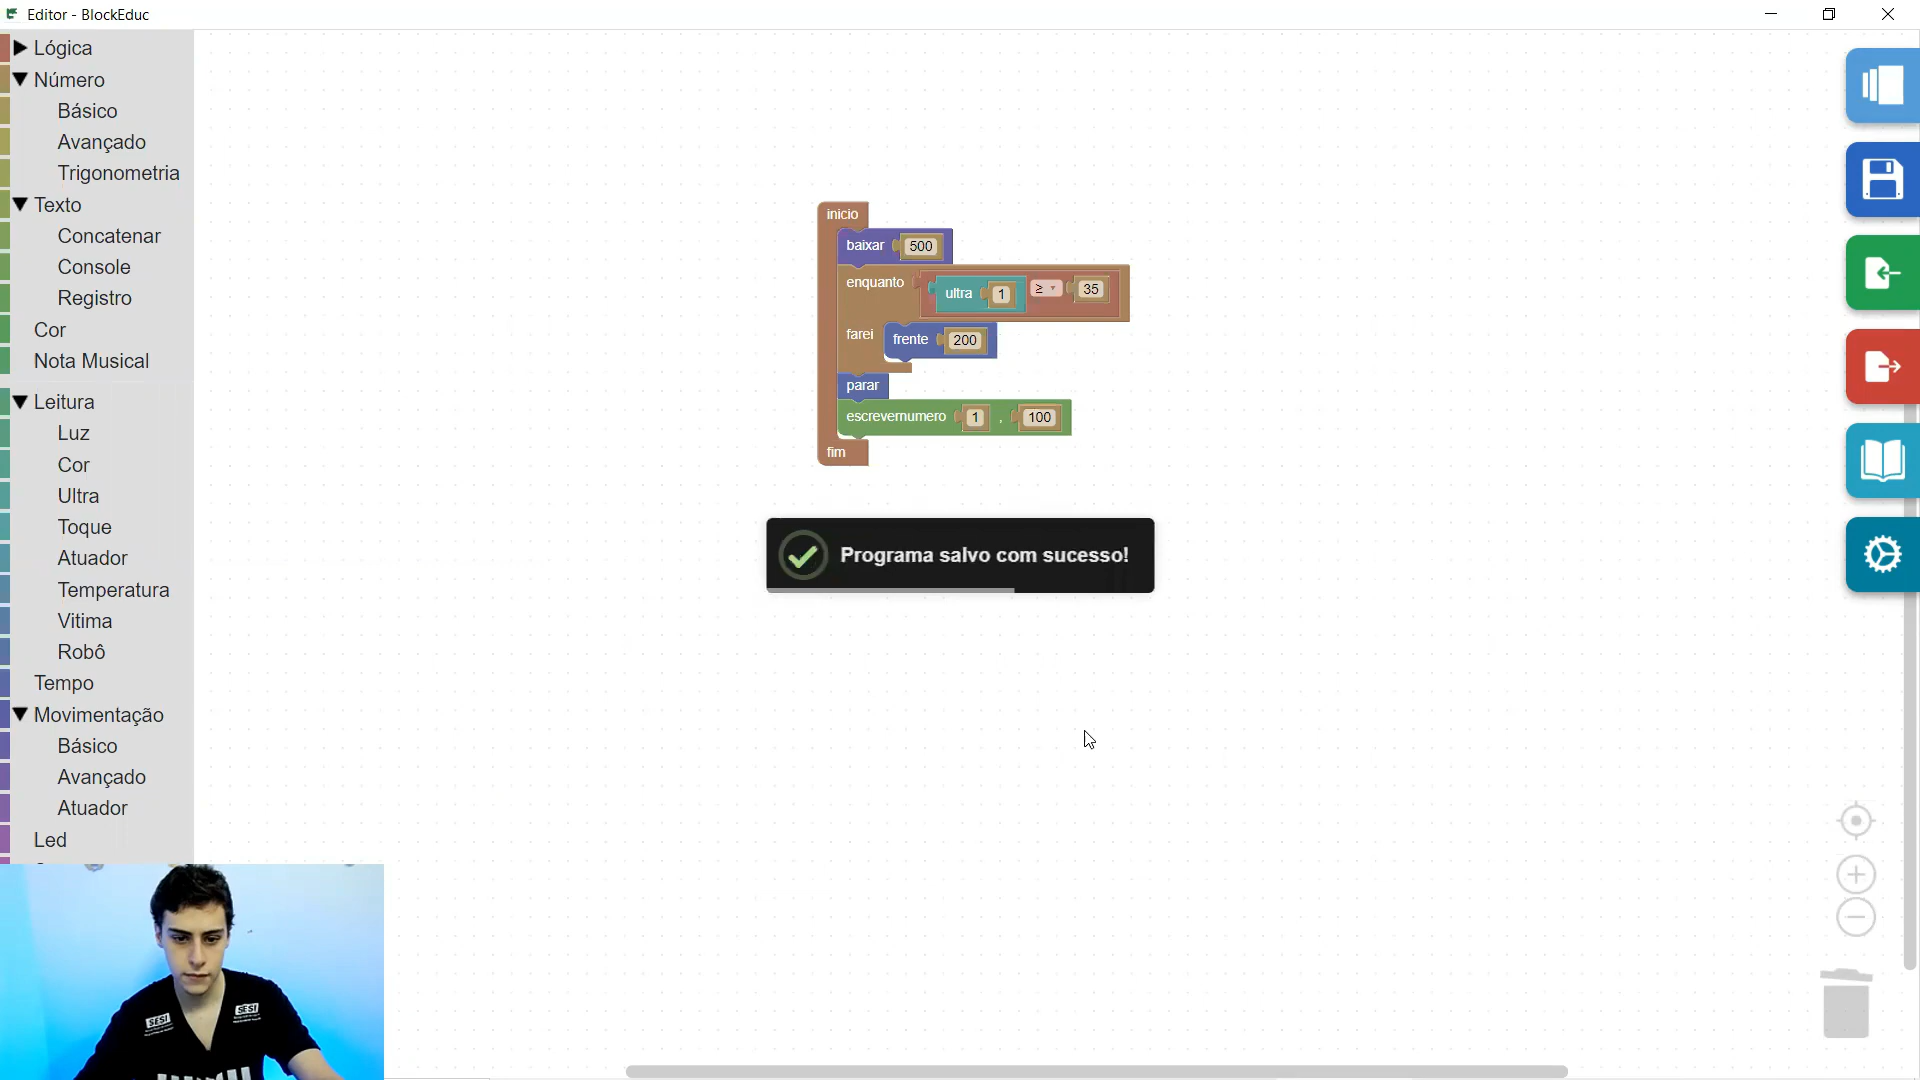 Editor - BlockEduc
Lógica
Número
Básico
Avançado
Trigonometria
Texto
Concatenar
Console
Registro
Cor
Nota Musical
Leitura
Luz
Cor
Ultra
Toque
Atuador
Temperatura
Vitima
Robô
Tempo
Movimentação
Básico
Avançado
Atuador
Led
inicio
baixar 500
enquanto ultra 1 ≥ 35
farei frente 200
parar
escrevernumero 1 , 100
fim
Programa salvo com sucesso!
SESI
SESI